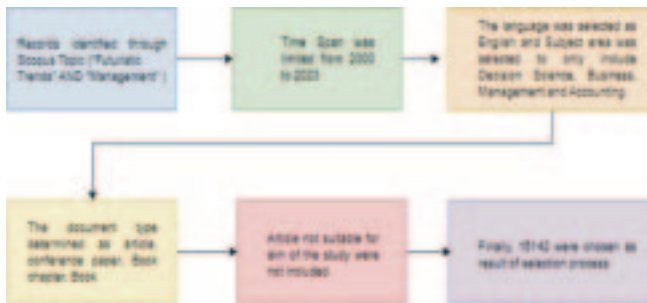 Records identified through
Scopus Topic ("Futuristic
Trends" AND "Management" )
Time Span was
limited from 2000
to 2023
The language was selected as
English and Subject area was
selected to only include
Decision Science, Business,
Management and Accounting
The document type
determined as article,
conference paper, Book
chapter, Book
Article not suitable for
aim of the study were
not included
Finally, 15142 were chosen as
result of selection process